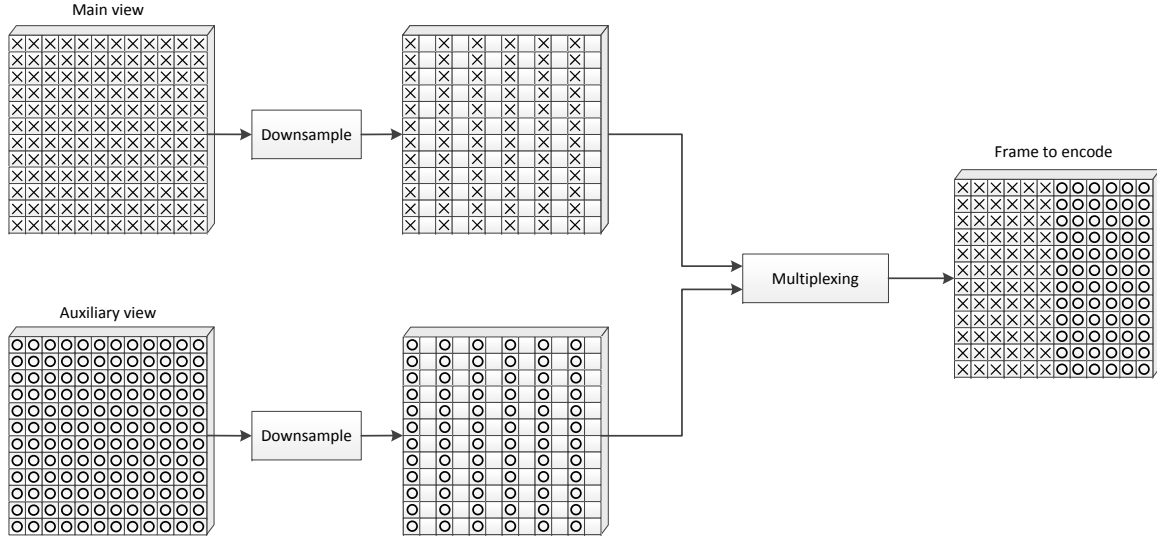 Main view
Downsample
Frame to encode
Multiplexing
Auxiliary view
Downsample